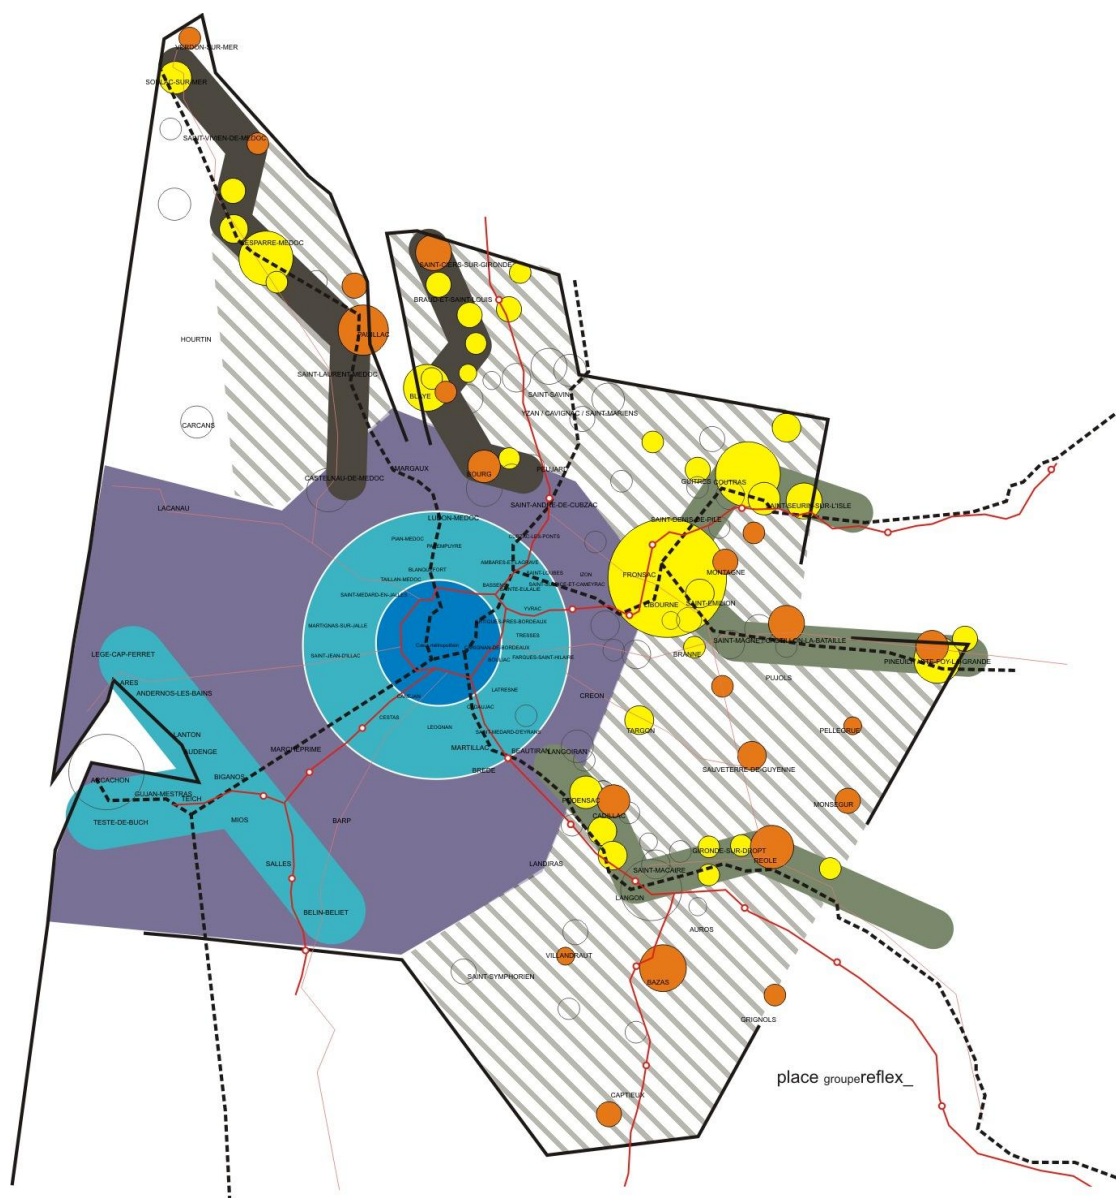 VERDON-SUR-MER
SOULAC-SUR-MER
SAINT-VIVIEN-DE-MEDOC
LESPARRE-MEDOC
SAINT-CIERS-SUR-GIRONDE
BRAUD-ET-SAINT-LOUIS
PAUILLAC
HOURTIN
SAINT-LAURENT-MEDOC
BLAYE
SAINT-SAVIN
YZAN / CAVIGNAC / SAINT-MARIENS
CARCANS
CASTELNAU-DE-MEDOC
MARGAUX
BOURG
PEUJARD
GUITRES
COUTRAS
LACANAU
SAINT-ANDRE-DE-CUBZAC
SAINT-SEURIN-SUR-L'ISLE
LUDON-MEDOC
SAINT-DENIS-DE-PILE
PIAN-MEDOC
PAREMPUYRE
BLANQUEFORT
AMBARES-ET-LAGRAVE
SAINT-LOUBES
IZON
FRONSAC
MONTAGNE
TAILLAN-MEDOC
BASSENS
SAINTE-EULALIE
SAINT-SULPICE-ET-CAMEYRAC
SAINT-MEDARD-EN-JALLES
YVRAC
LIBOURNE
SAINT-EMILION
MARTIGNAS-SUR-JALLE
TRESSES
SAINT-JEAN-D'ILLAC
BOULIAC
FARGUES-SAINT-HILAIRE
BRANNE
PUJOLS
LEGE-CAP-FERRET
ARES
ANDERNOS-LES-BAINS
LATRESNE
CREON
CESTAS
LEOGNAN
CADAUJAC
SAINT-MEDARD-D'EYRANS
TARGON
PELLEGRUE
LANTON
AUDENGE
MARCHEPRIME
MARTILLAC
BEAUTIRAN
LANGOIRAN
BREDE
SAUVETERRE-DE-GUYENNE
ARCACHON
BIGANOS
GUJAN-MESTRAS
TEICH
PODENSAC
CADILLAC
MONSEGUR
TESTE-DE-BUCH
MIOS
BARP
GIRONDE-SUR-DROPT
REOLE
SALLES
LANDIRAS
SAINT-MACAIRE
LANGON
BELIN-BELIET
AUROS
VILLANDRAUT
SAINT-SYMPHORIEN
BAZAS
GRIGNOLS
CAPTIEUX
place groupereflex_